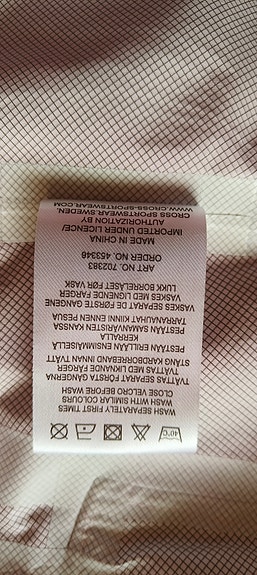 40°C
WASH SEPARATELY FIRST TIMES
WASH WITH SIMILAR COLOURS
CLOSE VELCRO BEFORE WASH
TVÄTTAS SEPARAT FÖRSTA GÅNGERNA
TVÄTTAS MED LIKNANDE FÄRGER
STÄNG KARDBORRBAND INNAN TVÄTT
PESTÄÄN ERILLÄÄN ENSIMMÄISELLÄ
KERRALLA
PESTÄÄN SAMANVÄRISTEN KANSSA
TARRANAUHAT KIINNI ENNEN PESUA
VASKES SEPARAT DE FØRSTE GANGENE
VASKES MED LIGNENDE FARGER
LUKK BORRELÅSET FØR VASK
ART. NO. 702383
ORDER NO. 453346
MADE IN CHINA
IMPORTED UNDER LICENCE/
AUTHORIZATION BY
CROSS SPORTSWEAR,SWEDEN.
WWW.CROSS-SPORTSWEAR.COM